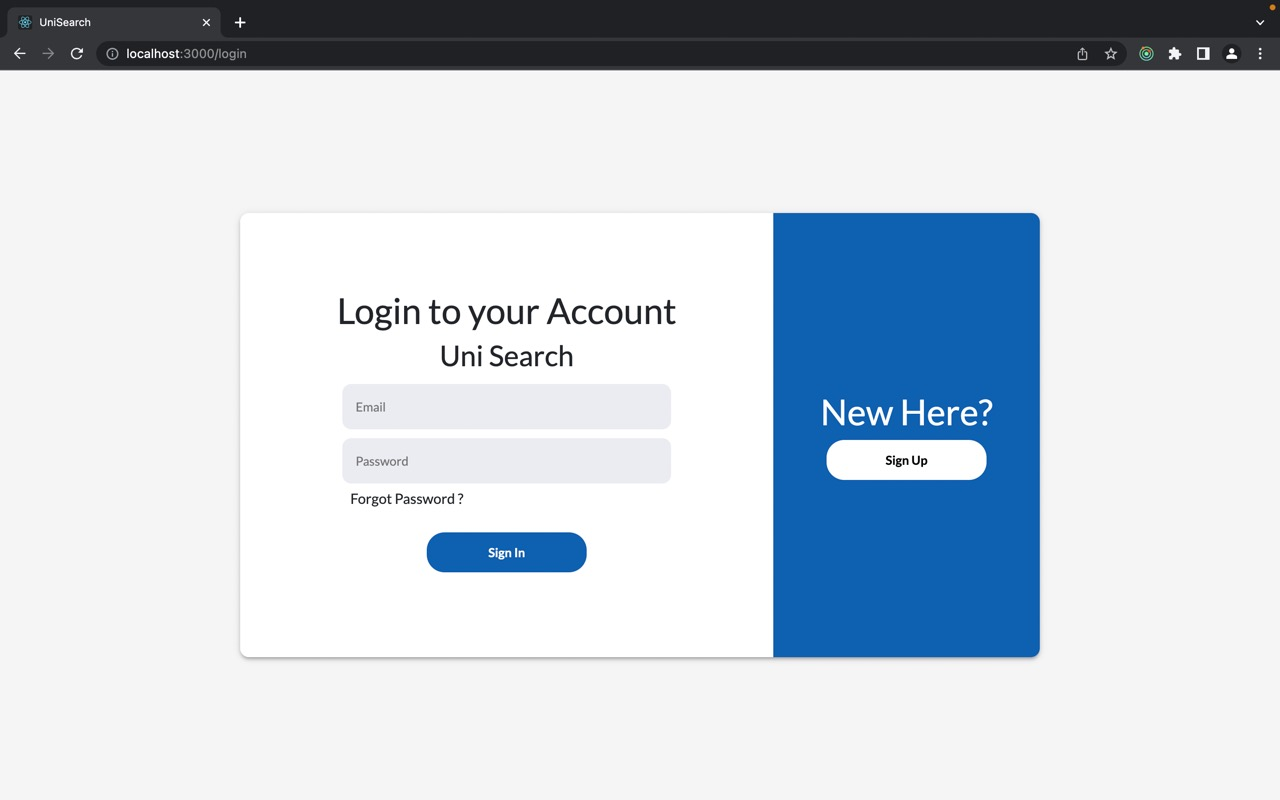 UniSearch
localhost:3000/login
Login to your Account
Uni Search
Email
Password
Forgot Password ?
Sign In
New Here?
Sign Up